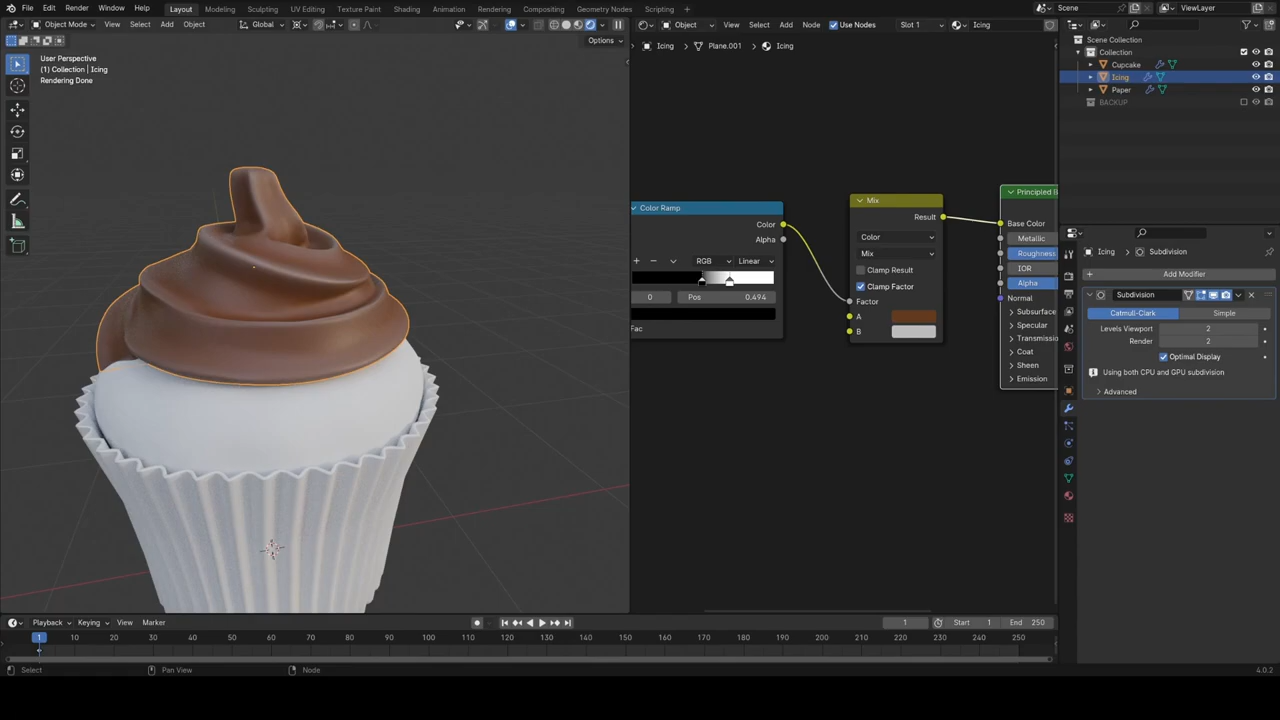 File Edit Render Window Help Layout Modeling Sculpting UV Editing Texture Paint Shading Animation Rendering Compositing Geometry Nodes Scripting Scene ViewLayer
Object Mode View Select Add Object Global Object View Select Add Node Use Nodes Slot 1 Icing
Options
Icing Plane.001 Icing
User Perspective
(1) Collection | Icing
Rendering Done
Color Ramp
Color
Alpha
RGB Linear
0 Pos 0.494
Fac
Mix
Result
Color
Mix
Clamp Result
Clamp Factor
Factor
A
B
Base Color
Metallic
Roughness
IOR
Alpha
Normal
Subsurface
Specular
Transmissio
Coat
Sheen
Emission
Scene Collection
Collection
Cupcake
Icing
Paper
BACKUP
Icing Subdivision
Add Modifier
Subdivision
Catmull-Clark Simple
Levels Viewport 2
Render 2
Optimal Display
Using both CPU and GPU subdivision
Advanced
Playback Keying View Marker 1 Start 1 End 250
1 10 20 30 40 50 60 70 80 90 100 110 120 130 140 150 160 170 180 190 200 210 220 230 240 250
Select Pan View Node 4.0.2